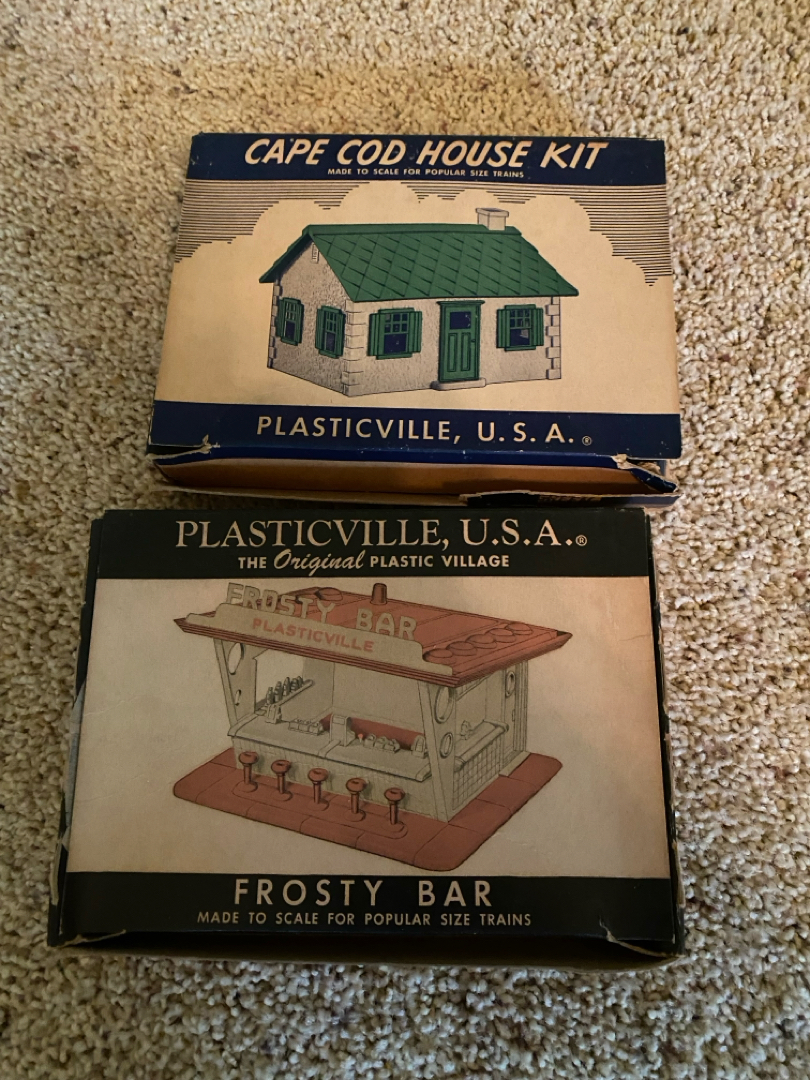 CAPE COD HOUSE KIT
MADE TO SCALE FOR POPULAR SIZE TRAINS
PLASTICVILLE, U.S.A.®
PLASTICVILLE, U.S.A.®
THE Original PLASTIC VILLAGE
FROSTY BAR
PLASTICVILLE
FROSTY BAR
MADE TO SCALE FOR POPULAR SIZE TRAINS